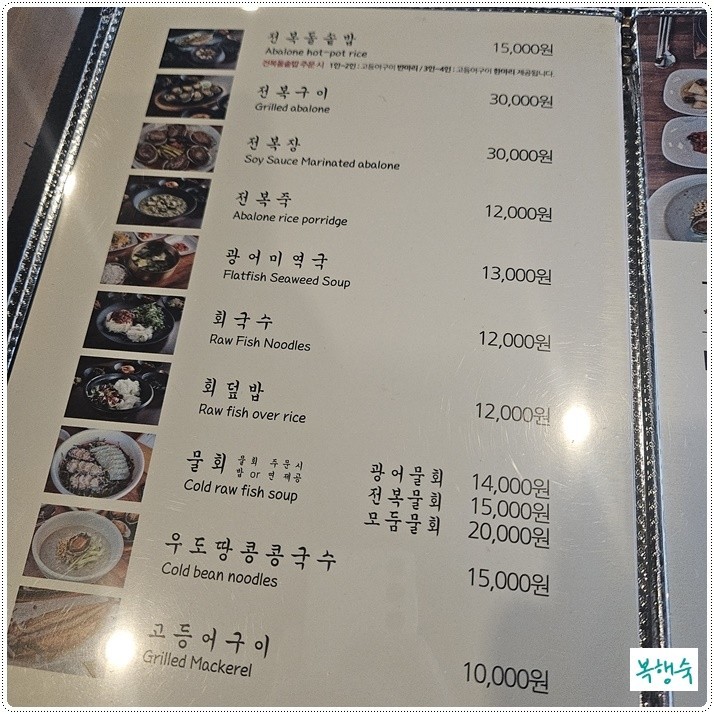 전복돌솥밥
Abalone hot-pot rice 15,000원
전복돌솥밥 주문 시 1인~2인 : 고등어구이 반마리 / 3인~4인 : 고등어구이 한마리 제공됩니다.
전복구이
Grilled abalone 30,000원
전복장
Soy Sauce Marinated abalone 30,000원
전복죽
Abalone rice porridge 12,000원
광어미역국
Flatfish Seaweed Soup 13,000원
회국수
Raw Fish Noodles 12,000원
회덮밥
Raw fish over rice 12,000원
물회 물회 주문시
밥 or 면 제공
Cold raw fish soup
광어물회 14,000원
전복물회 15,000원
모둠물회 20,000원
우도땅콩콩국수
Cold bean noodles 15,000원
고등어구이
Grilled Mackerel 10,000원
복행숙